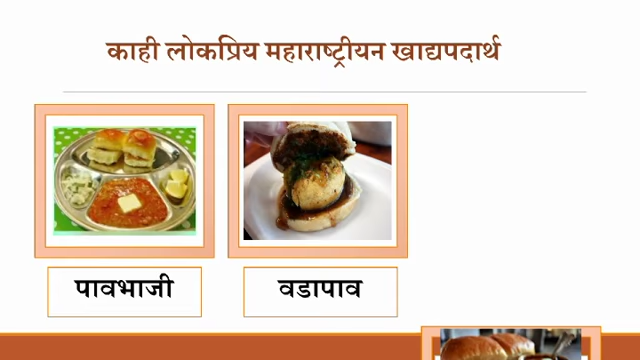 काही लोकप्रिय महाराष्ट्रीयन खाद्यपदार्थ
पावभाजी
वडापाव